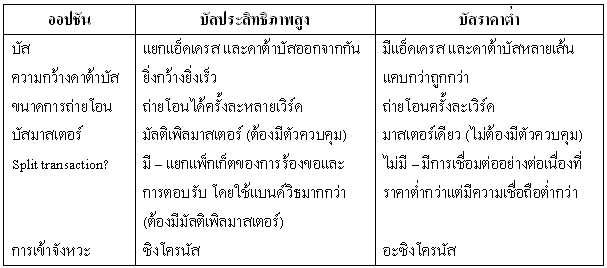 ออปชัน บัสประสิทธิภาพสูง บัสราคาต่ำ
บัส แยกแอ็ดเดรส และดาต้าบัสออกจากกัน มีแอ็ดเดรส และดาต้าบัสหลายเส้น
ความกว้างดาต้าบัส ยิ่งกว้างยิ่งเร็ว แคบกว่าถูกกว่า
ขนาดการถ่ายโอน ถ่ายโอนได้ครั้งละหลายเวิร์ด ถ่ายโอนครั้งละเวิร์ด
บัสมาสเตอร์ มัลติเพิลมาสเตอร์ (ต้องมีตัวควบคุม) มาสเตอร์เดียว (ไม่ต้องมีตัวควบคุม)
Split transaction? มี – แยกแพ็กเก็ตของการร้องขอและ ไม่มี – มีการเชื่อมต่ออย่างต่อเนื่องที่
การตอบรับ โดยใช้แบนด์วิธมากกว่า ราคาต่ำกว่าแต่มีความเชื่อถือต่ำกว่า
(ต้องมีมัลติเพิลมาสเตอร์)
การเข้าจังหวะ ซิงโครนัส อะซิงโครนัส